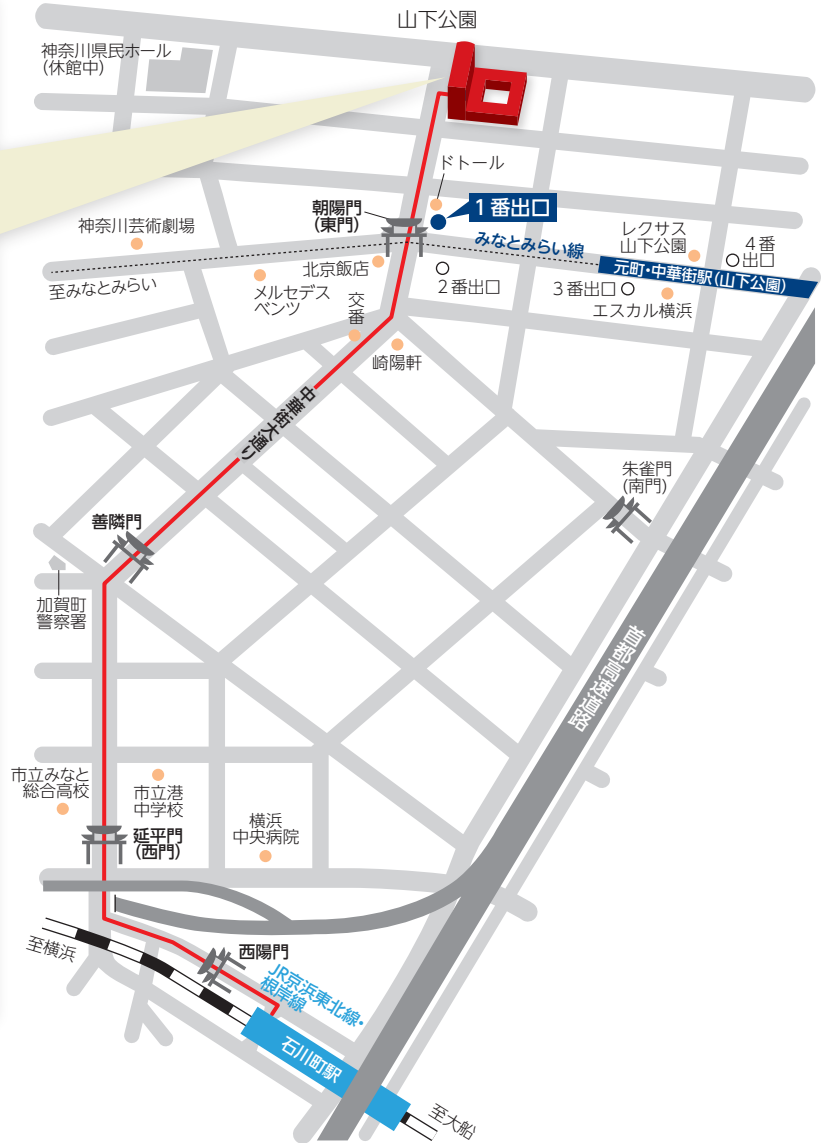 山下公園
神奈川県民ホール
(休館中)
ドトール
1番出口
朝陽門
(東門)
神奈川芸術劇場
みなとみらい線
レクサス
山下公園
4番
出口
元町・中華街駅(山下公園)
至みなとみらい
北京飯店
2番出口
3番出口
メルセデス
ベンツ
交
番
エスカル横浜
崎陽軒
中華街大通り
朱雀門
(南門)
善隣門
加賀町
警察署
首都高速道路
市立みなと
総合高校
市立港
中学校
横浜
中央病院
延平門
(西門)
至横浜
西陽門
JR京浜東北線・
根岸線
石川町駅
至大船